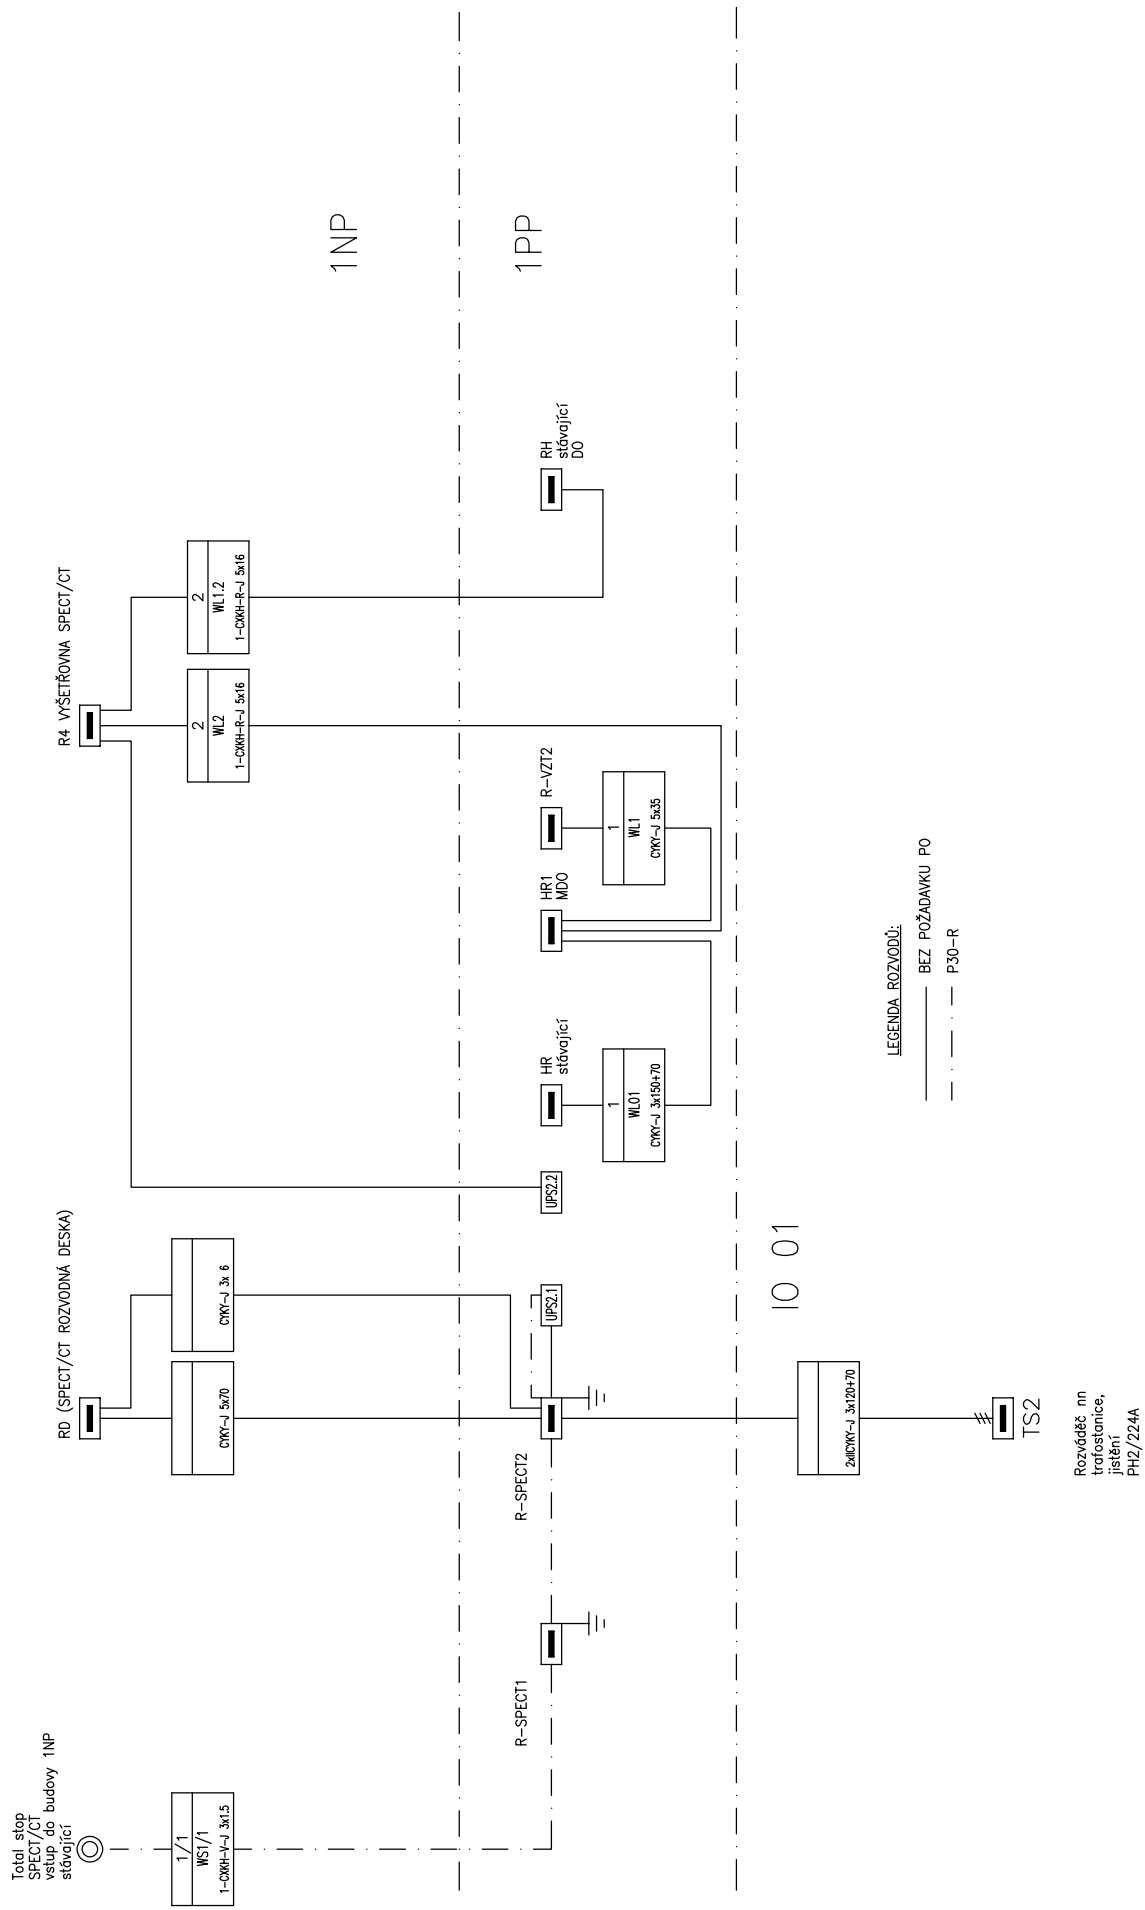 Total stop
SPECT/CT
vstup do budovy 1NP
stávající
1/1
WS1/1
1-CXKH-V-J 3x1.5
RD (SPECT/CT ROZVODNÁ DESKA)
CYKY-J 5x70
CYKY-J 3x 6
R4 VYŠETŘOVNA SPECT/CT
2
WL2
1-CXKH-R-J 5x16
2
WL1.2
1-CXKH-R-J 5x16
1NP
R-SPECT1
R-SPECT2
UPS2.1
UPS2.2
HR
stávající
1
WL01
CYKY-J 3x150+70
HR1
MDO
R-VZT2
1
WL1
CYKY-J 5x35
RH
stávající
DO
1PP
IO 01
2xIICYKY-J 3x120+70
TS2
Rozváděč nn
trafostanice,
jistění
PH2/224A
LEGENDA ROZVODŮ:
BEZ POŽADAVKU PO
P30-R